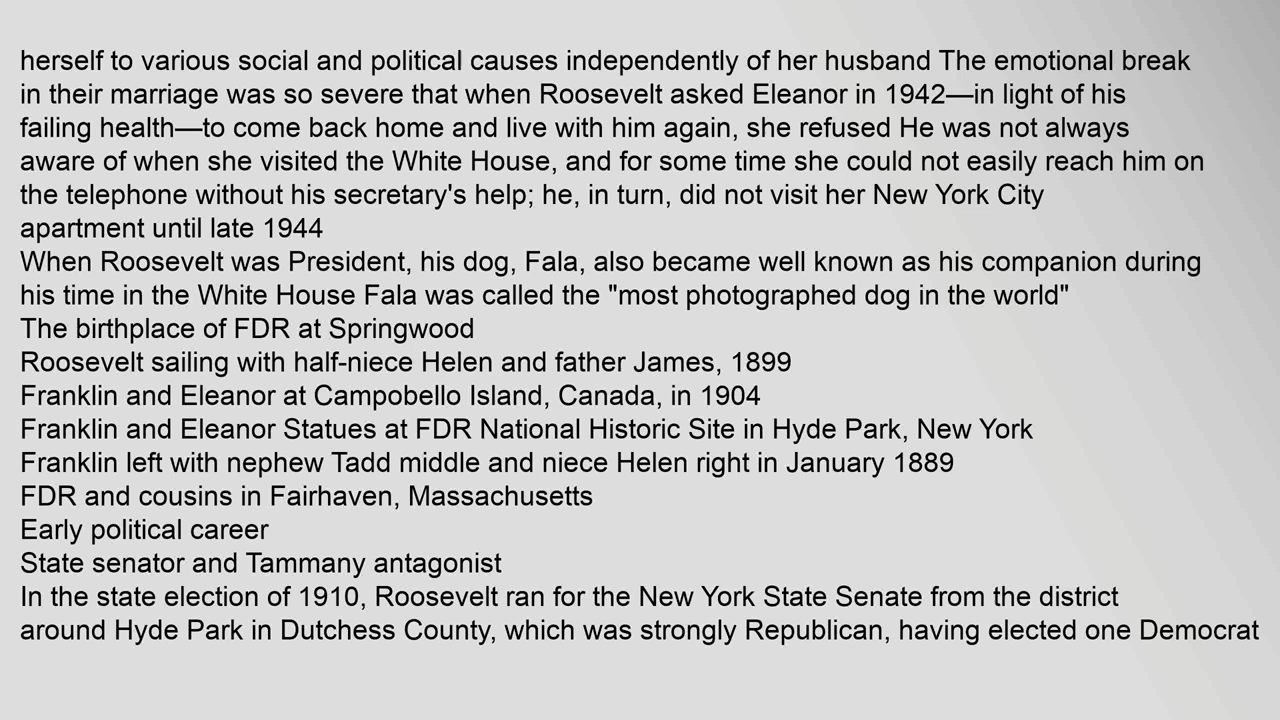 herself to various social and political causes independently of her husband The emotional break
in their marriage was so severe that when Roosevelt asked Eleanor in 1942—in light of his
failing health—to come back home and live with him again, she refused He was not always
aware of when she visited the White House, and for some time she could not easily reach him on
the telephone without his secretary's help; he, in turn, did not visit her New York City
apartment until late 1944
When Roosevelt was President, his dog, Fala, also became well known as his companion during
his time in the White House Fala was called the "most photographed dog in the world"
The birthplace of FDR at Springwood
Roosevelt sailing with half-niece Helen and father James, 1899
Franklin and Eleanor at Campobello Island, Canada, in 1904
Franklin and Eleanor Statues at FDR National Historic Site in Hyde Park, New York
Franklin left with nephew Tadd middle and niece Helen right in January 1889
FDR and cousins in Fairhaven, Massachusetts
Early political career
State senator and Tammany antagonist
In the state election of 1910, Roosevelt ran for the New York State Senate from the district
around Hyde Park in Dutchess County, which was strongly Republican, having elected one Democrat